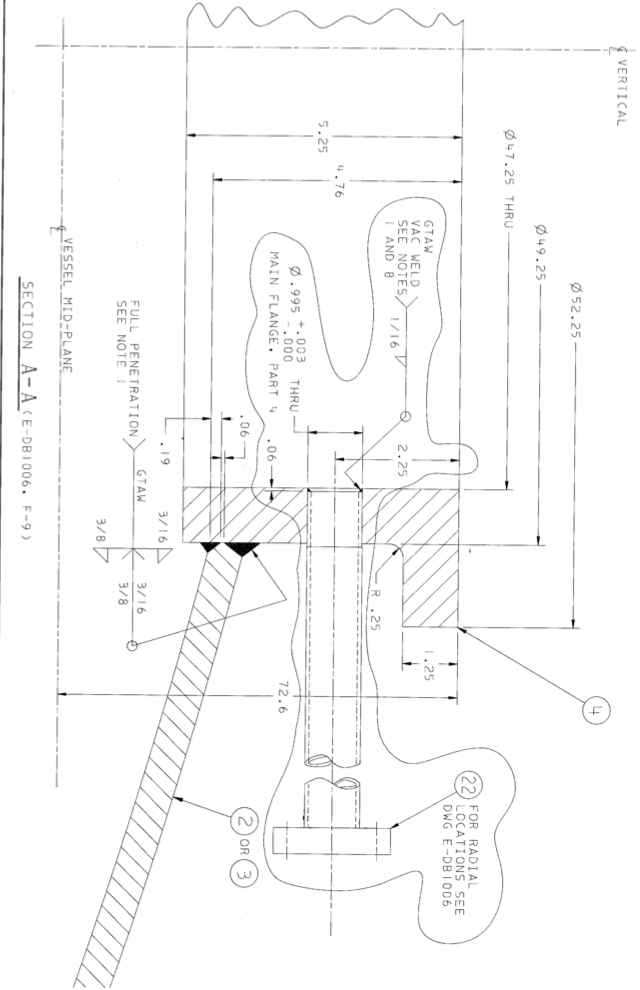 ℄ VERTICAL
Ø47.25 THRU
Ø49.25
Ø52.25
5.25
4.76
GTAW
VAC WELD
SEE NOTES
1 AND 8
1/16
Ø.995 +.003
-.000 THRU
MAIN FLANGE, PART 4
.06
.06
.19
2.25
R .25
1.25
72.6
4
22 FOR RADIAL
LOCATIONS SEE
DWG E-DB1006
2 OR 3
FULL PENETRATION
SEE NOTE 1
GTAW
3/16
3/8
3/16
3/8
℄ VESSEL MID-PLANE
SECTION A-A (E-DB1006, F-9)